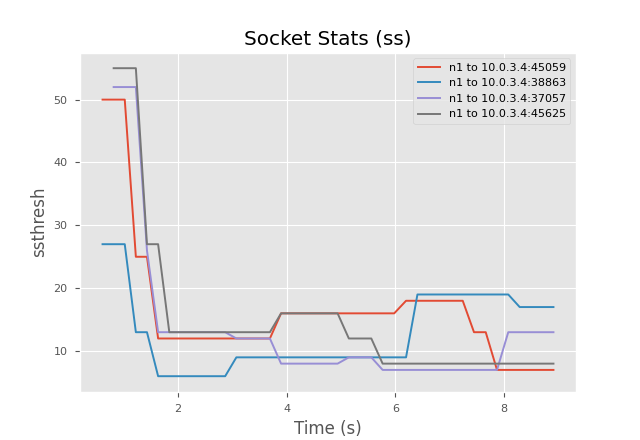 Socket Stats (ss)
n1 to 10.0.3.4:45059
n1 to 10.0.3.4:38863
n1 to 10.0.3.4:37057
n1 to 10.0.3.4:45625
ssthresh
50
40
30
20
10
2 4 6 8
Time (s)